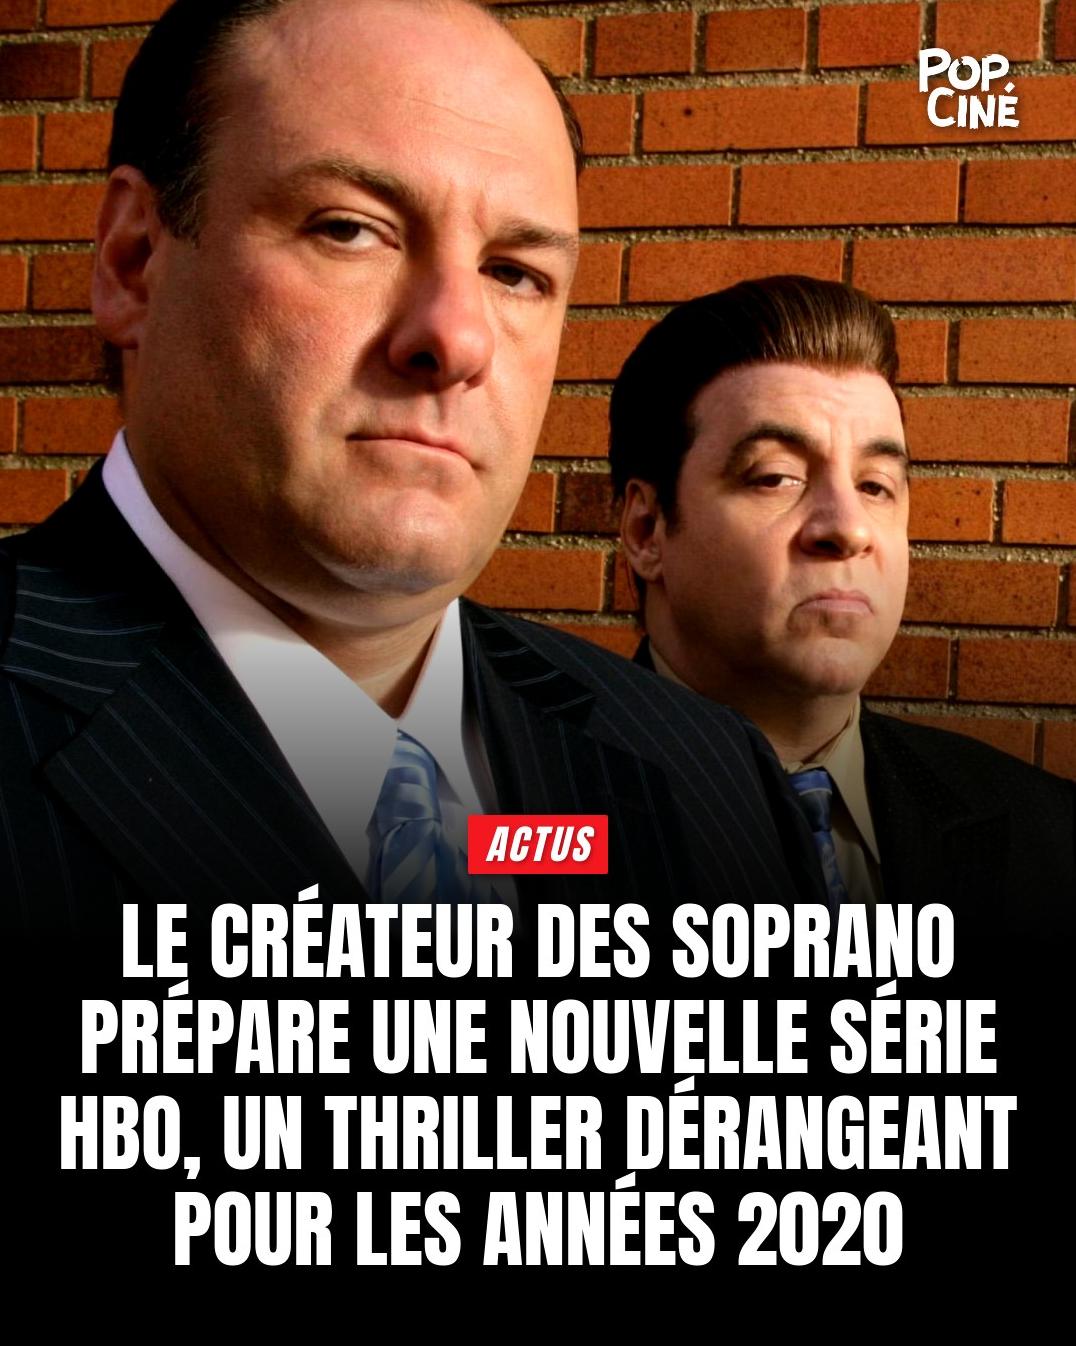 POP.
CINÉ
ACTUS
LE CRÉATEUR DES SOPRANO
PRÉPARE UNE NOUVELLE SÉRIE
HBO, UN THRILLER DÉRANGEANT
POUR LES ANNÉES 2020